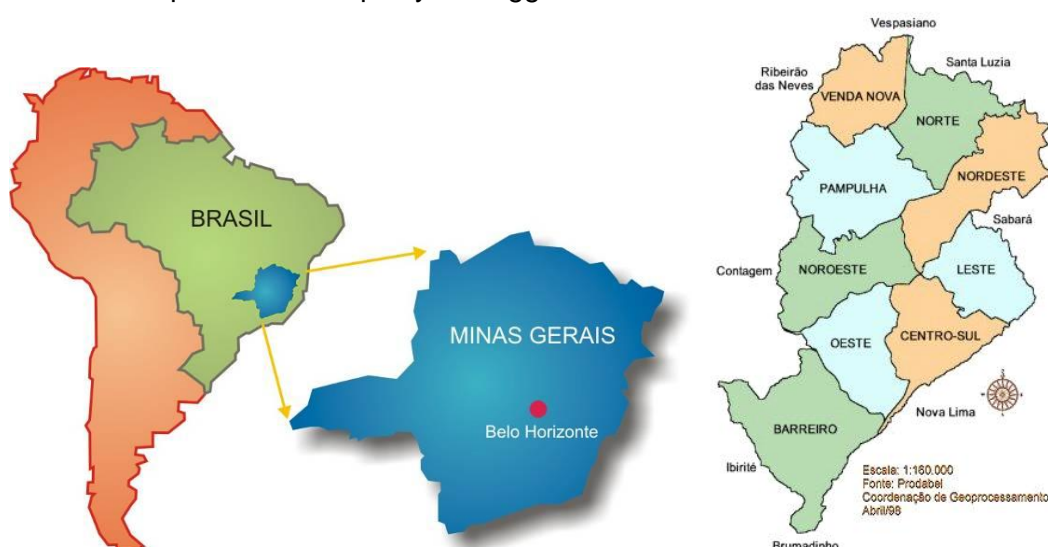 BRASIL
MINAS GERAIS
Belo Horizonte
Vespasiano
Ribeirão
das Neves
Santa Luzia
VENDA NOVA
NORTE
PAMPULHA
NORDESTE
Sabará
Contagem
NOROESTE
LESTE
OESTE
CENTRO-SUL
Nova Lima
BARREIRO
Ibirité
Escala: 1:160.000
Fonte: Prodabel
Coordenação de Geoprocessamento
Abril/98
Brumadinho